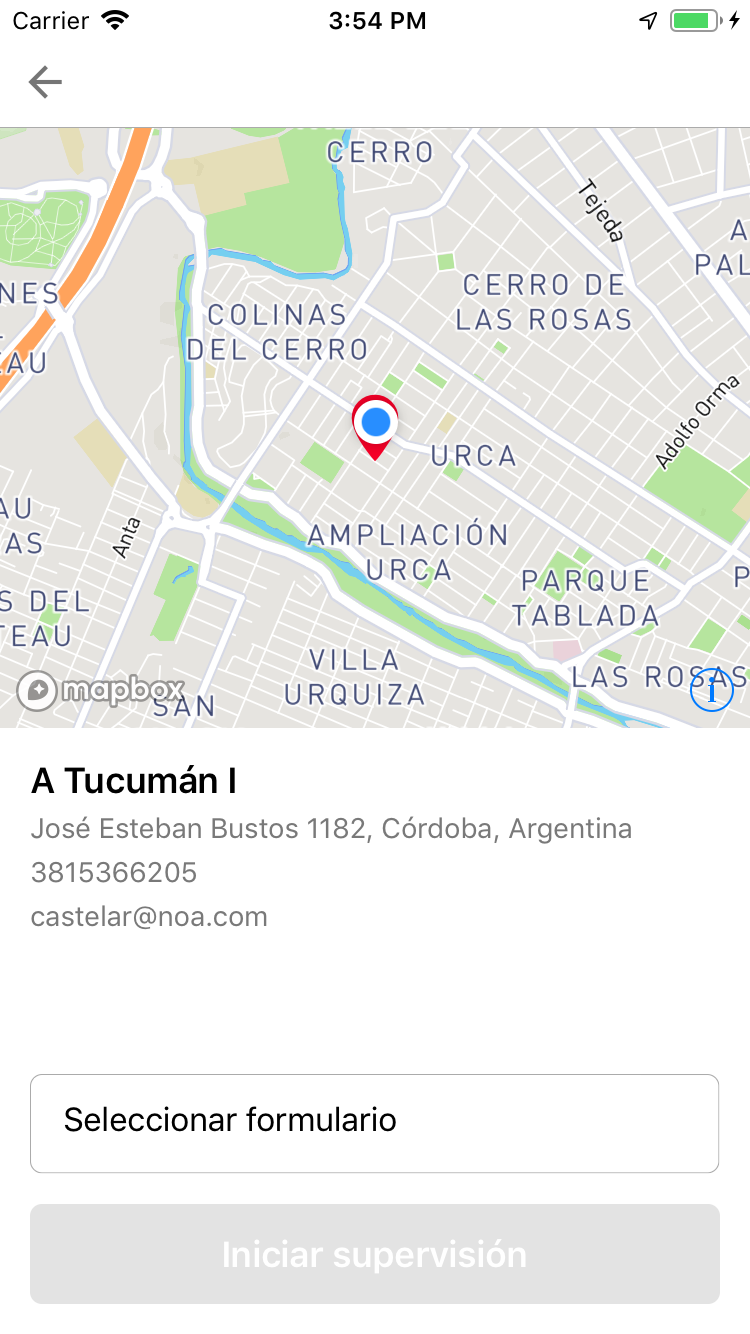 Carrier 3:54 PM
CERRO
Tejeda
A
PAL
NES
CERRO DE
LAS ROSAS
COLINAS
DEL CERRO
EAU
Adolfo Orma
URCA
AU
AS
Anta
AMPLIACIÓN
URCA
PARQUE
TABLADA
P
S DEL
TEAU
VILLA
URQUIZA
LAS ROSAS
mapbox
SAN
i
A Tucumán I
José Esteban Bustos 1182, Córdoba, Argentina
3815366205
castelar@noa.com
Seleccionar formulario
Iniciar supervisión